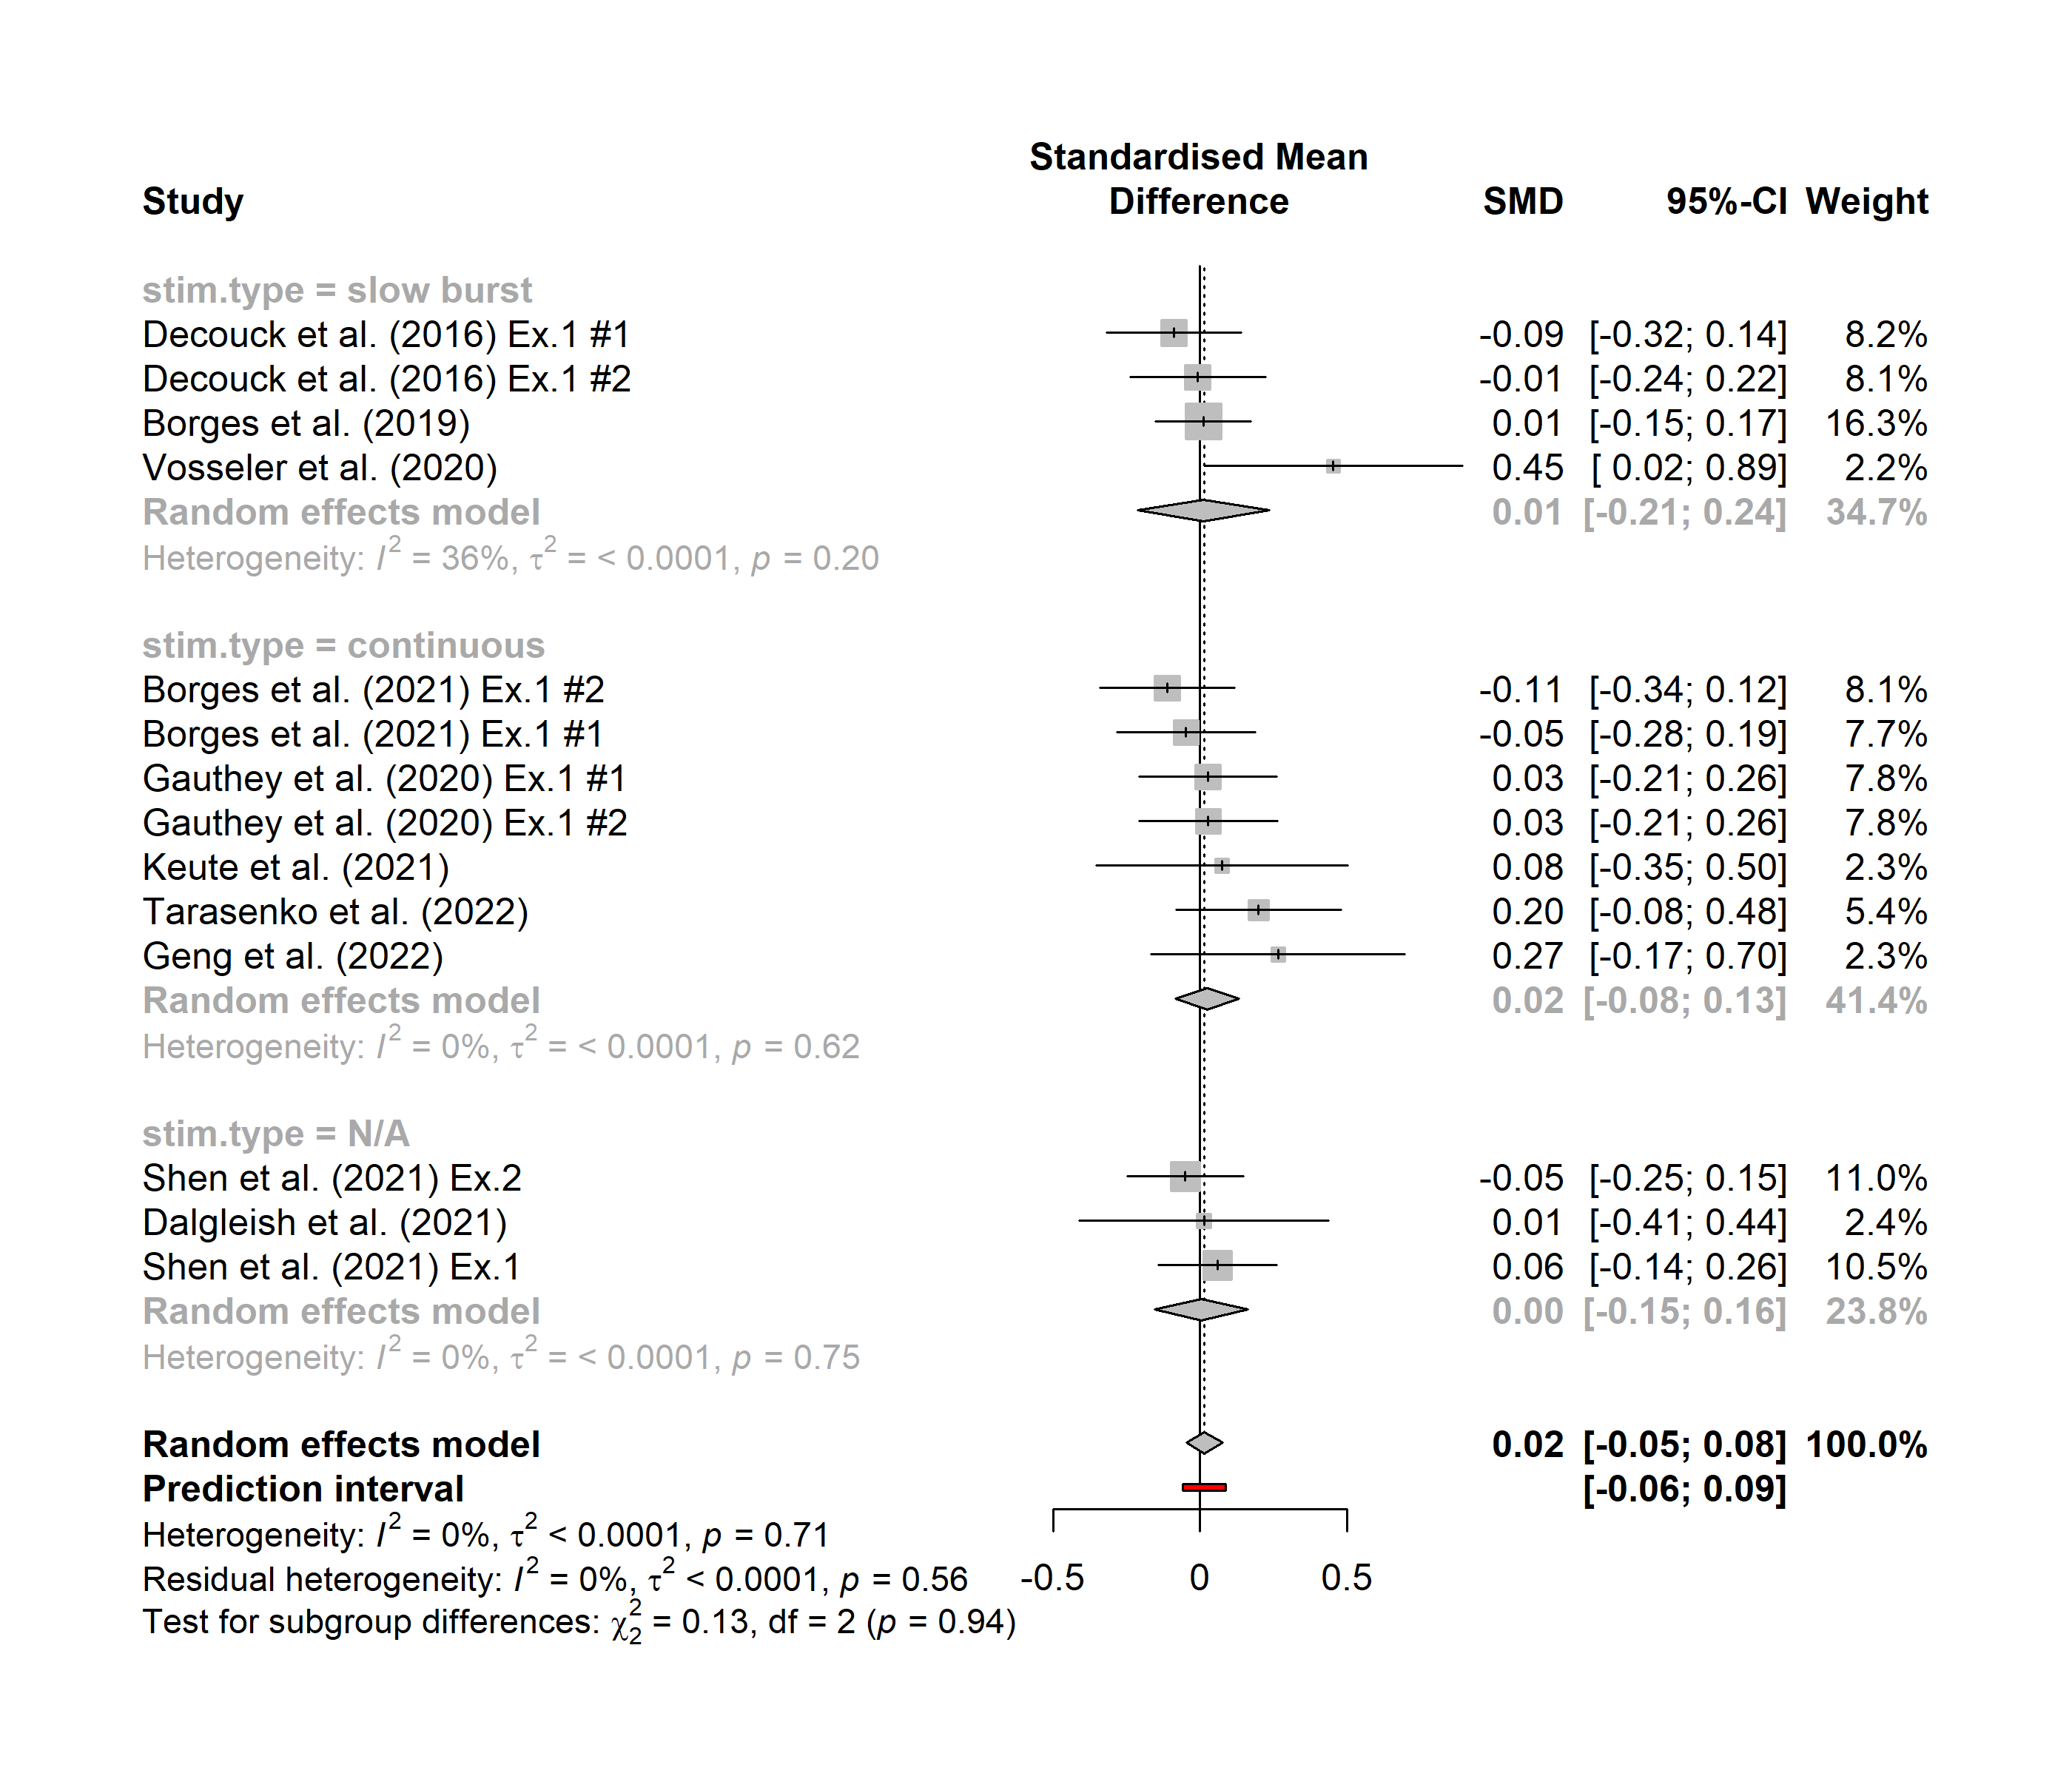 Standardised Mean
Study Difference SMD 95%-CI Weight
stim.type = slow burst
Decouck et al. (2016) Ex.1 #1 -0.09 [-0.32; 0.14] 8.2%
Decouck et al. (2016) Ex.1 #2 -0.01 [-0.24; 0.22] 8.1%
Borges et al. (2019) 0.01 [-0.15; 0.17] 16.3%
Vosseler et al. (2020) 0.45 [ 0.02; 0.89] 2.2%
Random effects model 0.01 [-0.21; 0.24] 34.7%
Heterogeneity: I² = 36%, τ² = < 0.0001, p = 0.20
stim.type = continuous
Borges et al. (2021) Ex.1 #2 -0.11 [-0.34; 0.12] 8.1%
Borges et al. (2021) Ex.1 #1 -0.05 [-0.28; 0.19] 7.7%
Gauthey et al. (2020) Ex.1 #1 0.03 [-0.21; 0.26] 7.8%
Gauthey et al. (2020) Ex.1 #2 0.03 [-0.21; 0.26] 7.8%
Keute et al. (2021) 0.08 [-0.35; 0.50] 2.3%
Tarasenko et al. (2022) 0.20 [-0.08; 0.48] 5.4%
Geng et al. (2022) 0.27 [-0.17; 0.70] 2.3%
Random effects model 0.02 [-0.08; 0.13] 41.4%
Heterogeneity: I² = 0%, τ² = < 0.0001, p = 0.62
stim.type = N/A
Shen et al. (2021) Ex.2 -0.05 [-0.25; 0.15] 11.0%
Dalgleish et al. (2021) 0.01 [-0.41; 0.44] 2.4%
Shen et al. (2021) Ex.1 0.06 [-0.14; 0.26] 10.5%
Random effects model 0.00 [-0.15; 0.16] 23.8%
Heterogeneity: I² = 0%, τ² = < 0.0001, p = 0.75
Random effects model 0.02 [-0.05; 0.08] 100.0%
Prediction interval [-0.06; 0.09]
Heterogeneity: I² = 0%, τ² < 0.0001, p = 0.71
Residual heterogeneity: I² = 0%, τ² < 0.0001, p = 0.56 -0.5 0 0.5
Test for subgroup differences: χ²₂ = 0.13, df = 2 (p = 0.94)